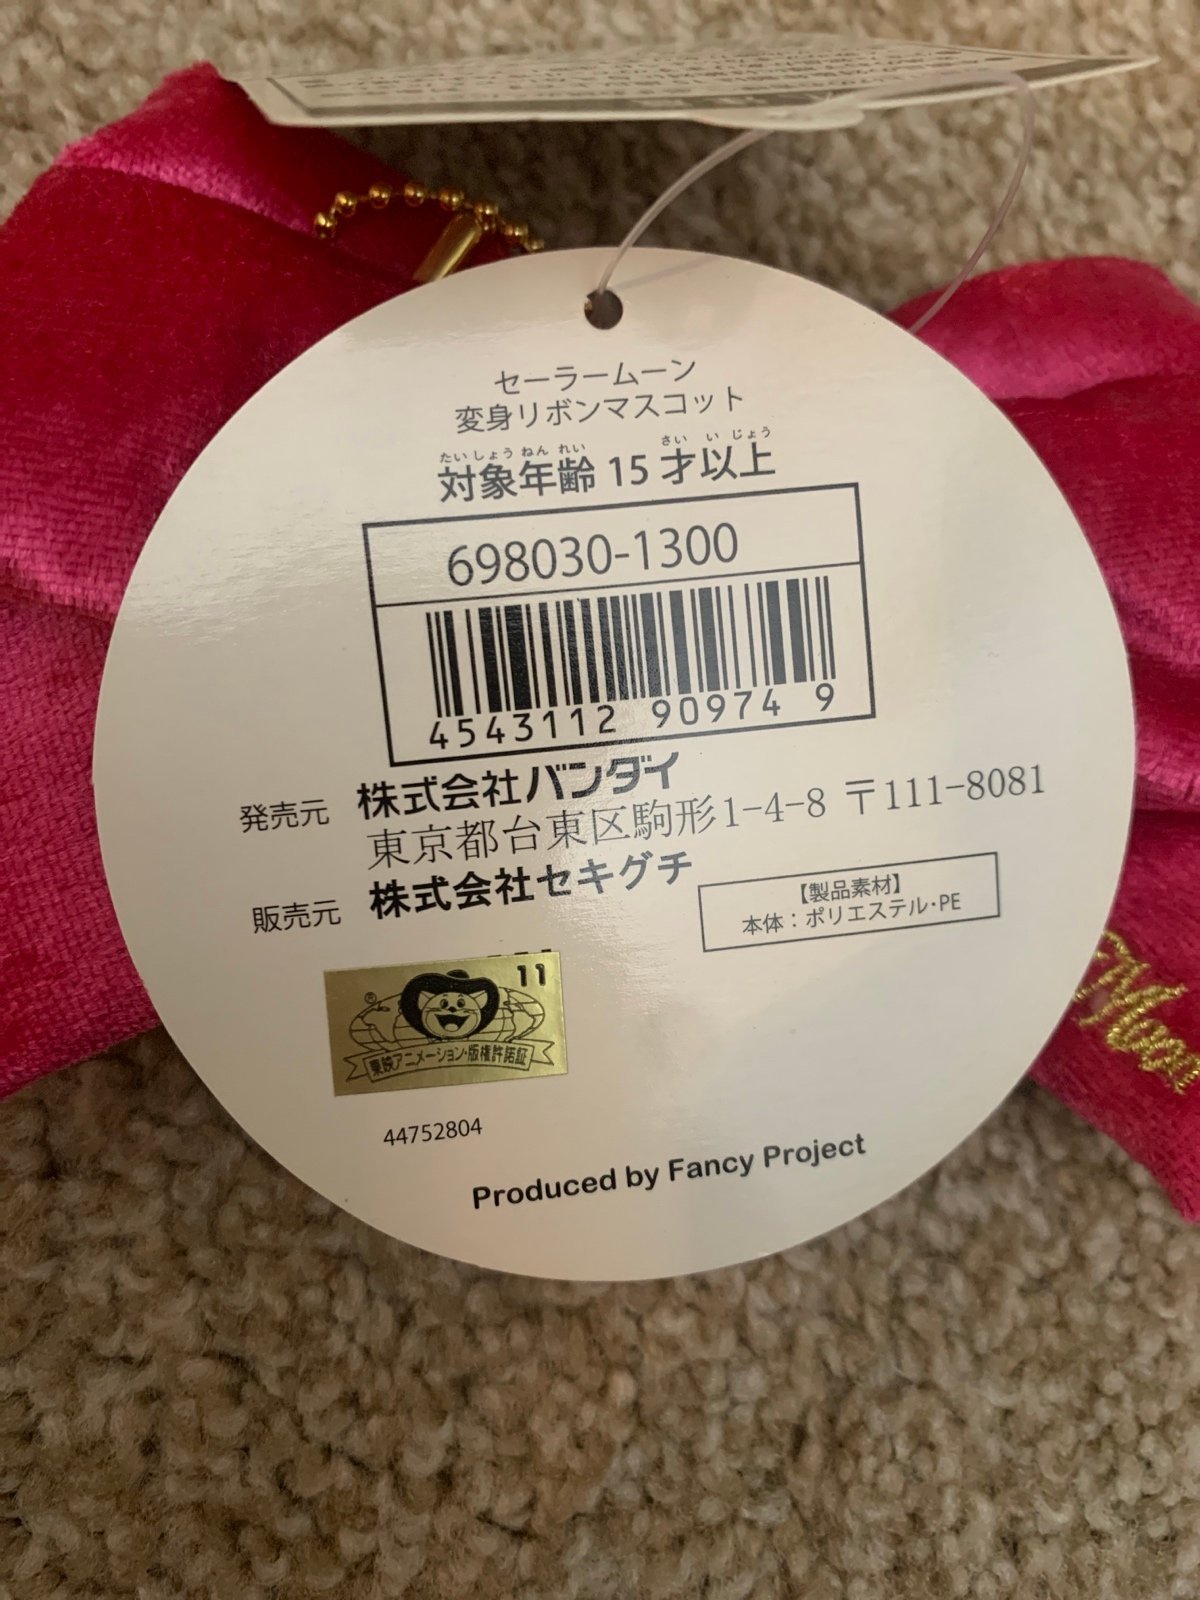 セーラームーン
変身リボンマスコット
たいしょうねんれい さいいじょう
対象年齢 15才以上
698030-1300
4543112 90974 9
発売元 株式会社バンダイ
東京都台東区駒形1-4-8 〒111-8081
販売元 株式会社セキグチ
【製品素材】
本体：ポリエステル・PE
11
®
東映アニメーション・版権許諾証
44752804
Produced by Fancy Project
Moon